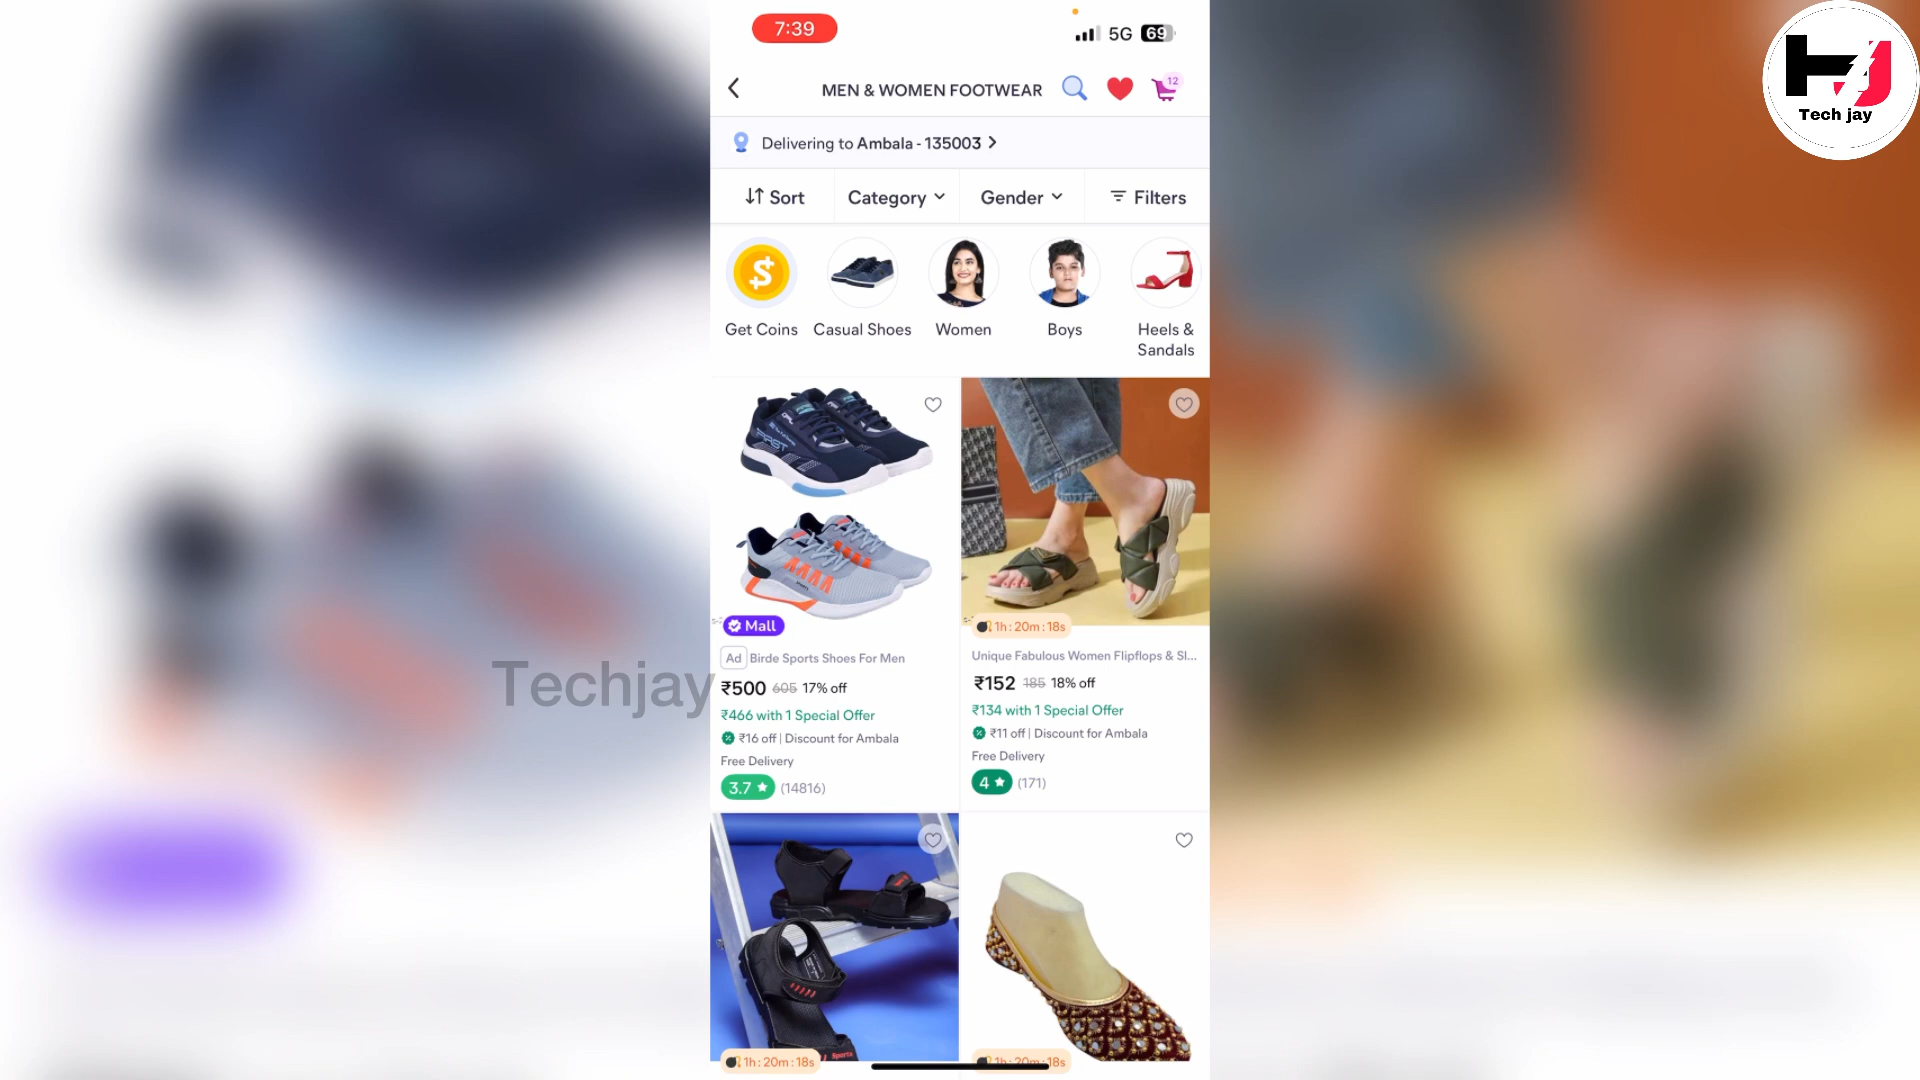 7:39
5G 69
MEN & WOMEN FOOTWEAR
12
Delivering to Ambala - 135003
Sort
Category
Gender
Filters
Get Coins
Casual Shoes
Women
Boys
Heels &
Sandals
FIRST
Mall
Ad Birde Sports Shoes For Men
₹500 605 17% off
₹466 with 1 Special Offer
₹16 off | Discount for Ambala
Free Delivery
3.7 ★ (14816)
1h : 20m : 18s
Unique Fabulous Women Flipflops & Sl...
₹152 185 18% off
₹134 with 1 Special Offer
₹11 off | Discount for Ambala
Free Delivery
4 ★ (171)
Sports
1h : 20m : 18s
1h : 20m : 18s
Techjay
Tech jay